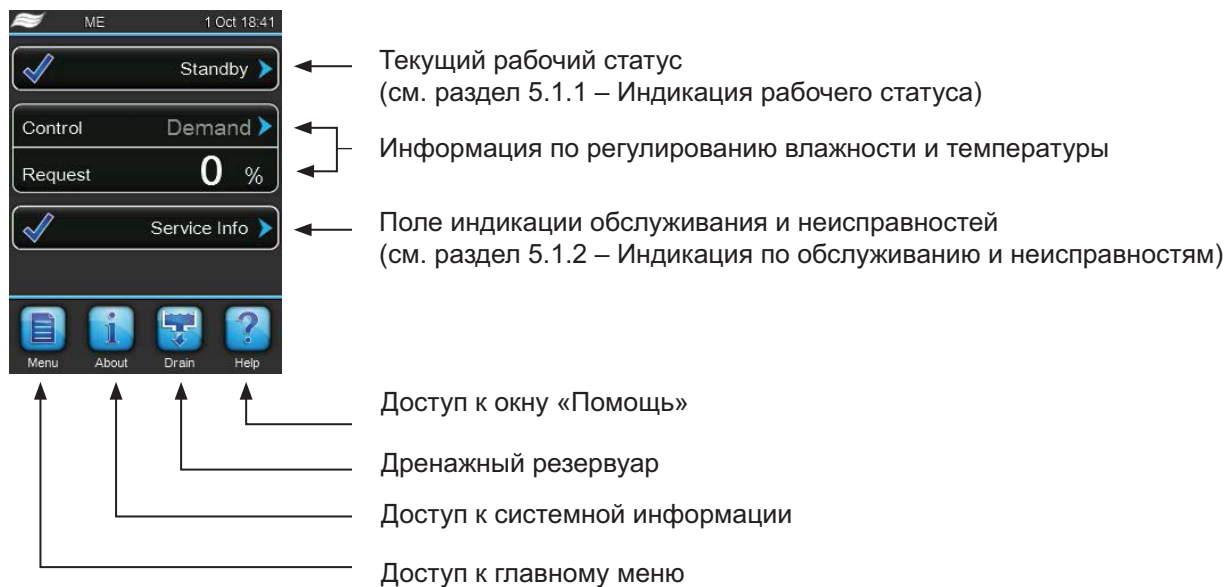 ME 1 Oct 18:41
Standby
Control Demand
Request 0 %
Service Info
Menu About Drain Help
Текущий рабочий статус
(см. раздел 5.1.1 – Индикация рабочего статуса)
Информация по регулированию влажности и температуры
Поле индикации обслуживания и неисправностей
(см. раздел 5.1.2 – Индикация по обслуживанию и неисправностям)
Доступ к окну «Помощь»
Дренажный резервуар
Доступ к системной информации
Доступ к главному меню